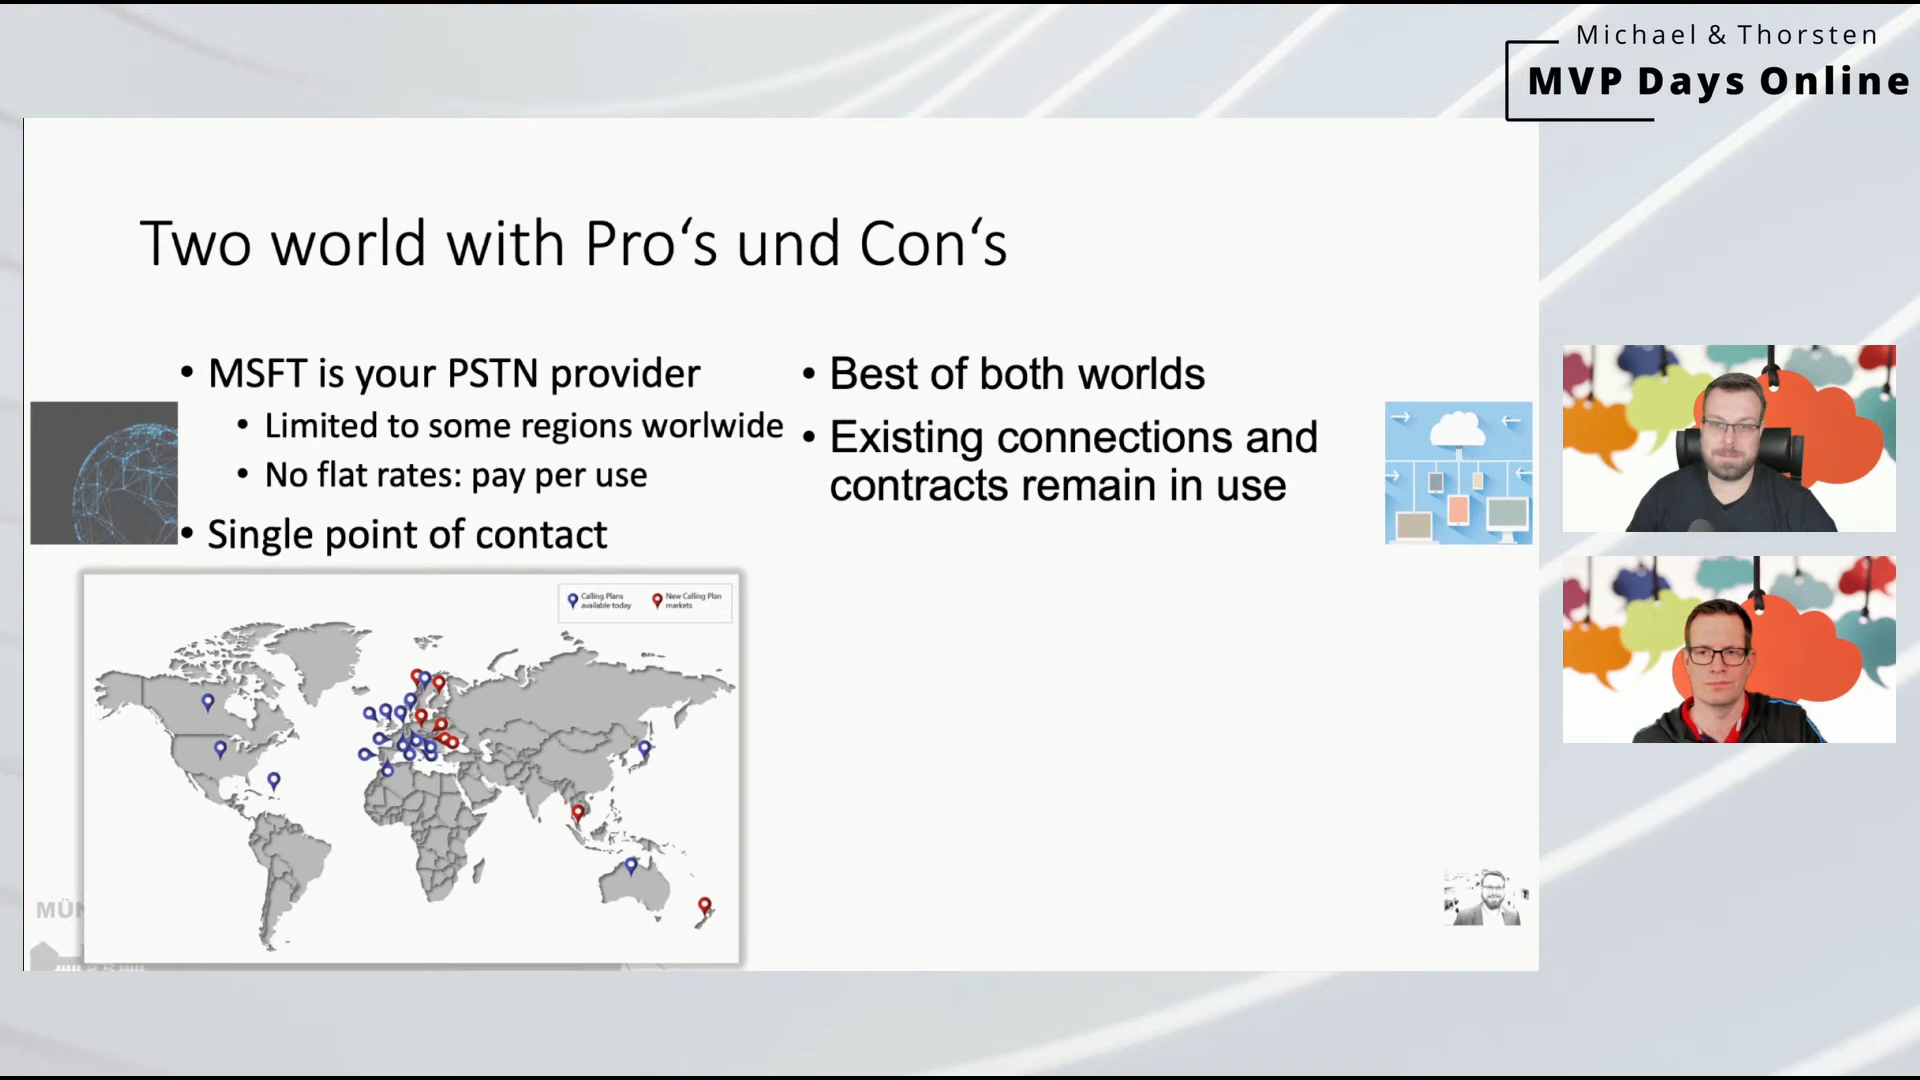 Michael & Thorsten
MVP Days Online
Two world with Pro‘s und Con‘s
• MSFT is your PSTN provider
• Limited to some regions worlwide
• No flat rates: pay per use
• Single point of contact
• Best of both worlds
• Existing connections and
contracts remain in use
Calling Plans
available today
New Calling Plan
markets
MÜN